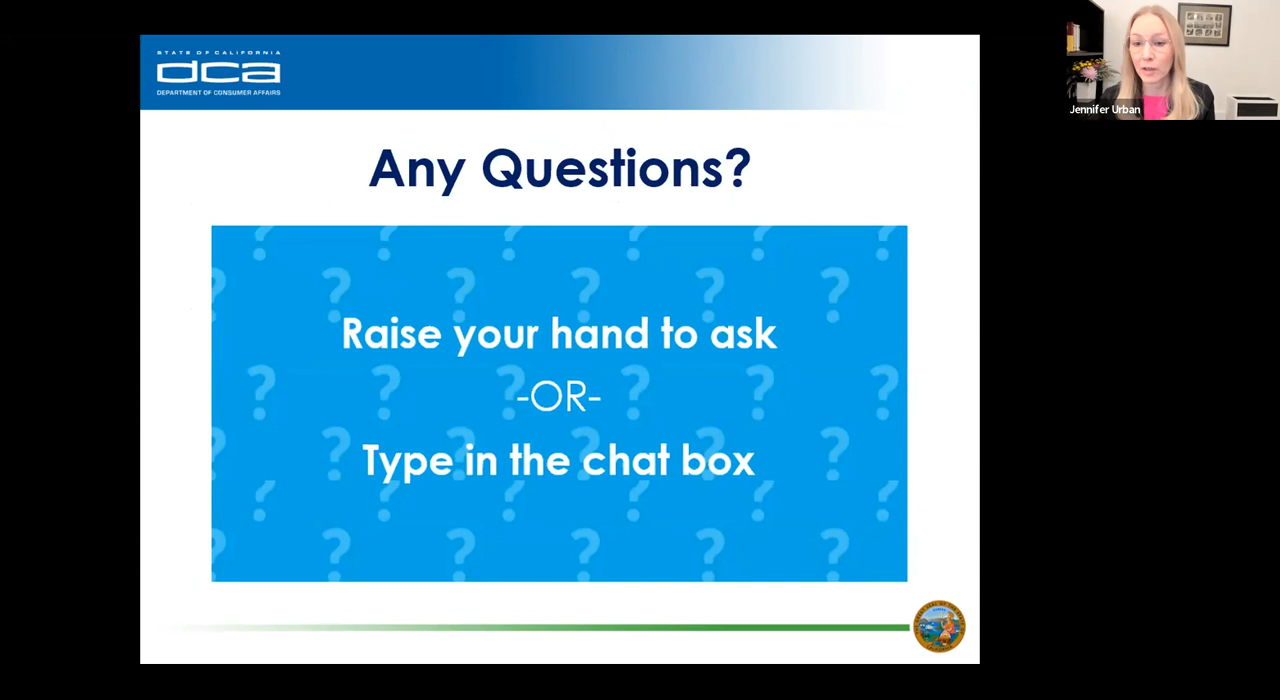 STATE OF CALIFORNIA
dca
DEPARTMENT OF CONSUMER AFFAIRS
Jennifer Urban
Any Questions?
Raise your hand to ask
-OR-
Type in the chat box